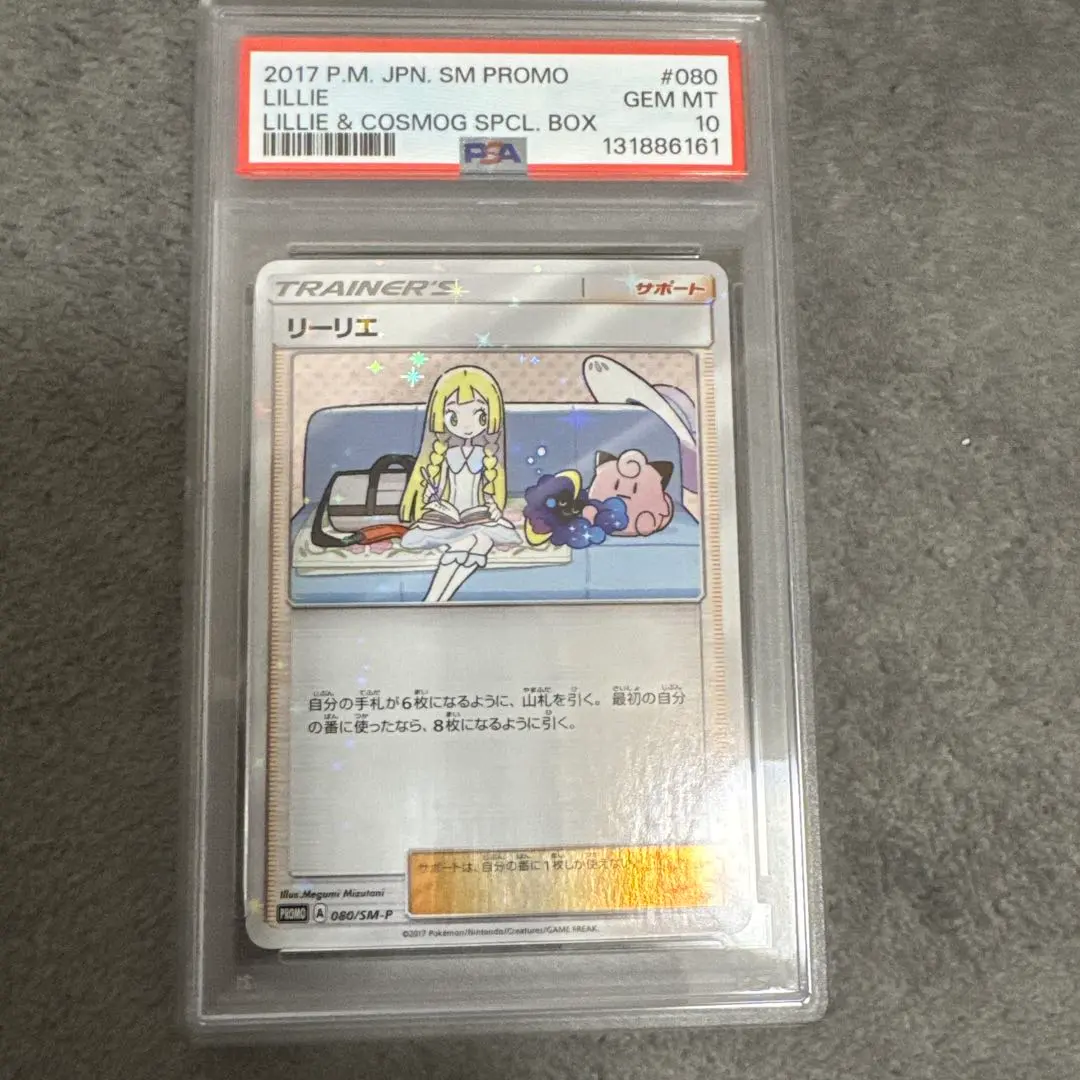 2017 P.M. JPN. SM PROMO #080
LILLIE GEM MT
LILLIE & COSMOG SPCL. BOX 10
PSA 131886161
TRAINER'S サポート
リーリエ
自分の手札が6枚になるように、山札を引く。最初の自分
の番に使ったなら、8枚になるように引く。
サポートは、自分の番に1枚しか使えない
Illus. Megumi Mizutani
PROMO A 080/SM-P
©2017 Pokémon/Nintendo/Creatures/GAME FREAK.